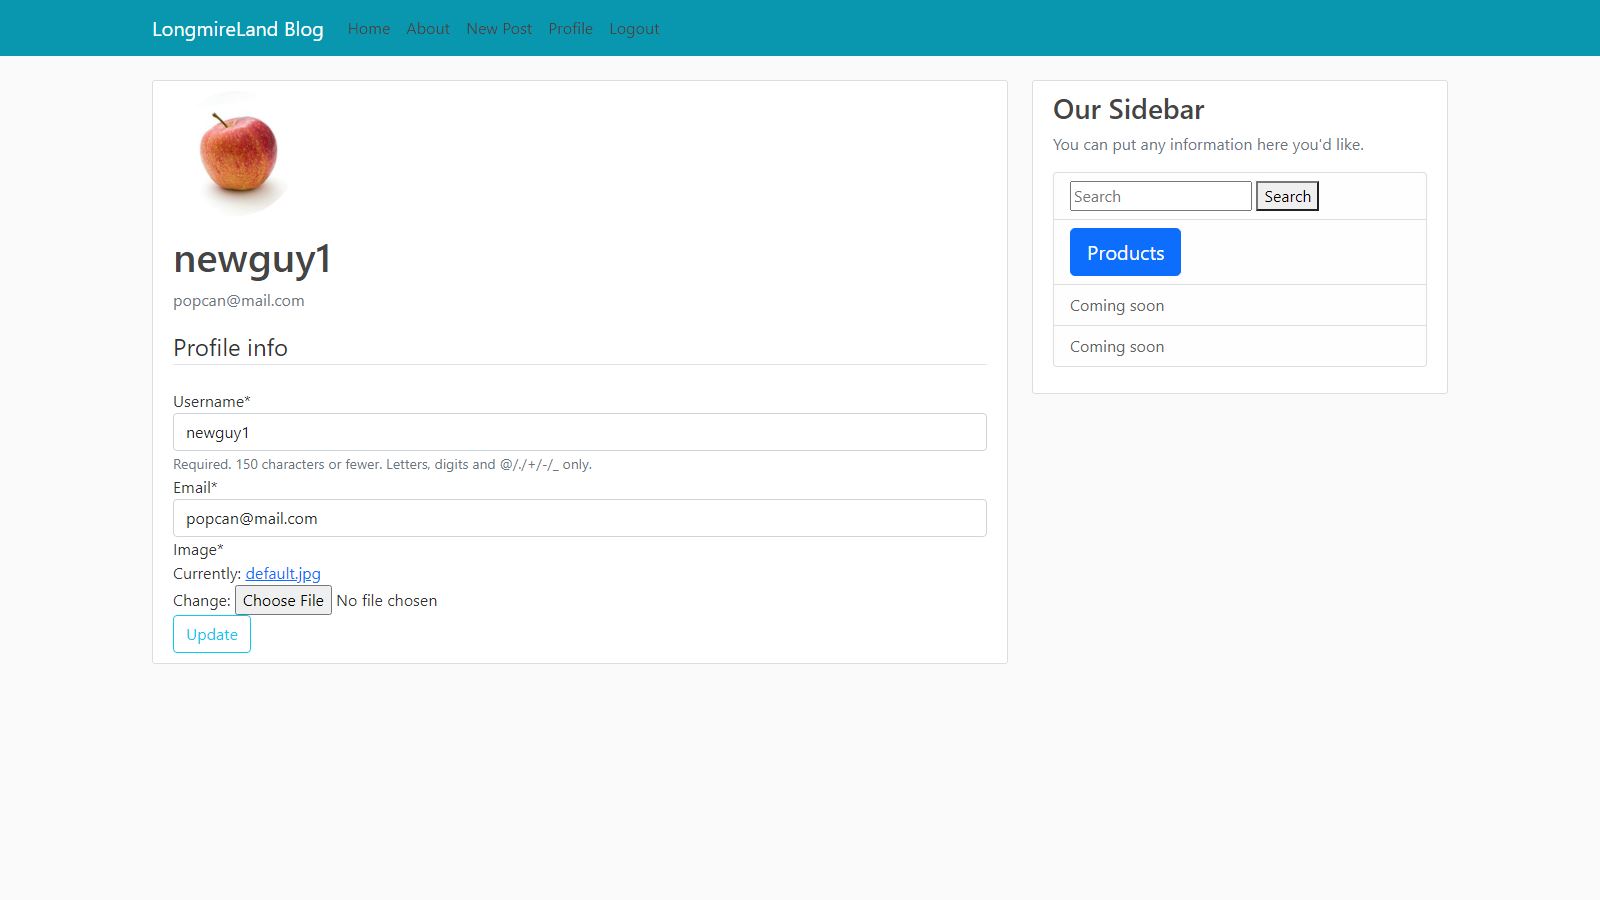 LongmireLand Blog Home About New Post Profile Logout
newguy1
popcan@mail.com
Profile info
Username*
newguy1
Required. 150 characters or fewer. Letters, digits and @/./+/-/_ only.
Email*
popcan@mail.com
Image*
Currently: default.jpg
Change: Choose File No file chosen
Update
Our Sidebar
You can put any information here you'd like.
Search Search
Products
Coming soon
Coming soon